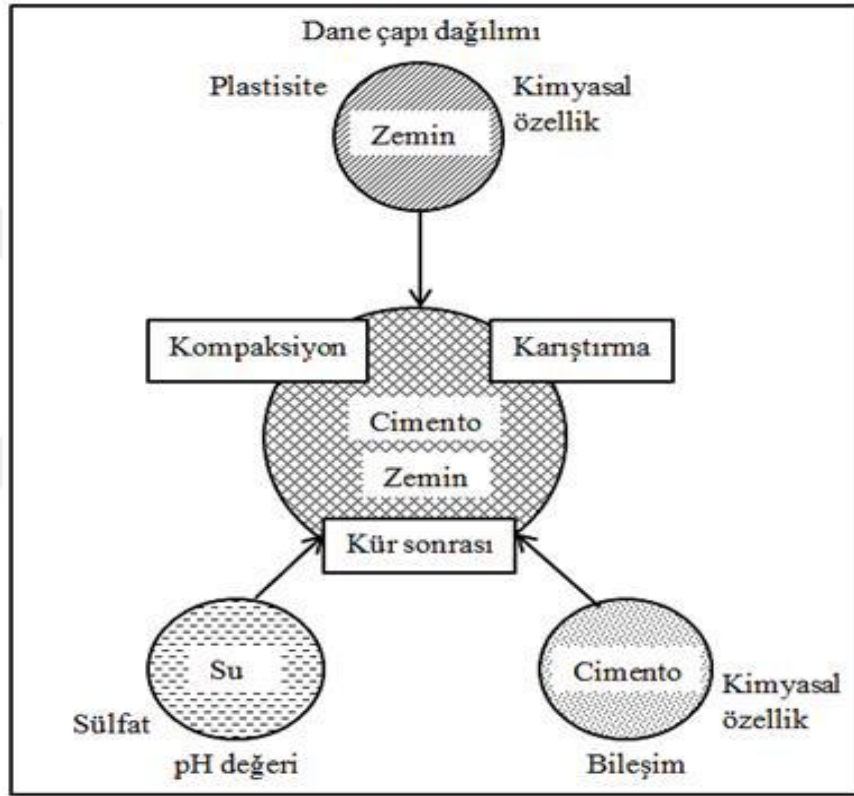 Dane çapı dağılımı
Plastisite
Kimyasal
özellik
Zemin
Kompaksiyon
Karıştırma
Cimento
Zemin
Kür sonrası
Su
Cimento
Sülfat
Kimyasal
özellik
pH değeri
Bileşim